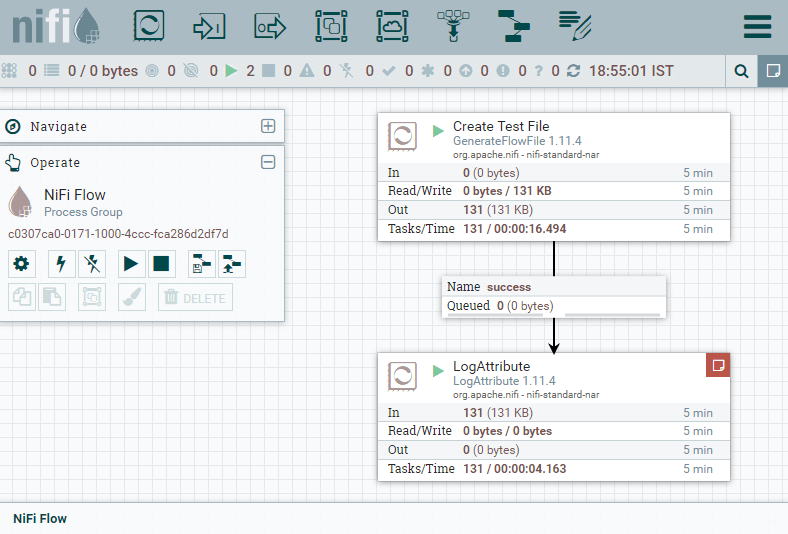 nifi
0 0 / 0 bytes 0 0 2 0 0 0 0 0 0 0 0 18:55:01 IST
Navigate
Operate
NiFi Flow
Process Group
c0307ca0-0171-1000-4ccc-fca286d2df7d
DELETE
Create Test File
GenerateFlowFile 1.11.4
org.apache.nifi - nifi-standard-nar
In 0 (0 bytes) 5 min
Read/Write 0 bytes / 131 KB 5 min
Out 131 (131 KB) 5 min
Tasks/Time 131 / 00:00:16.494 5 min
Name success
Queued 0 (0 bytes)
LogAttribute
LogAttribute 1.11.4
org.apache.nifi - nifi-standard-nar
In 131 (131 KB) 5 min
Read/Write 0 bytes / 0 bytes 5 min
Out 0 (0 bytes) 5 min
Tasks/Time 131 / 00:00:04.163 5 min
NiFi Flow